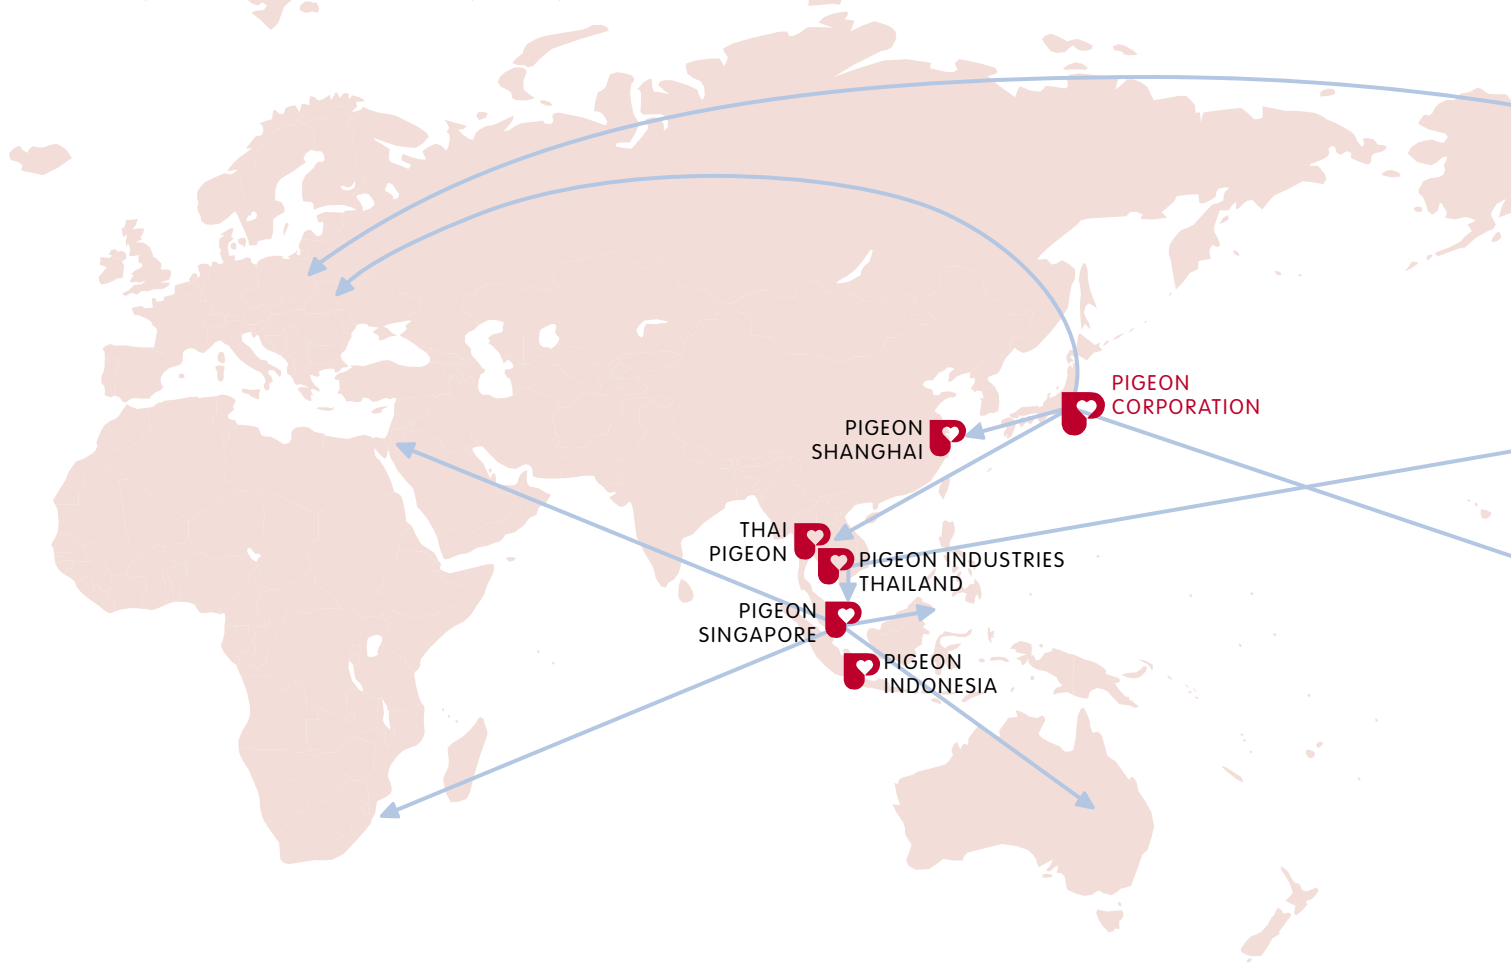 PIGEON
CORPORATION
PIGEON
SHANGHAI
THAI
PIGEON
PIGEON INDUSTRIES
THAILAND
PIGEON
SINGAPORE
PIGEON
INDONESIA